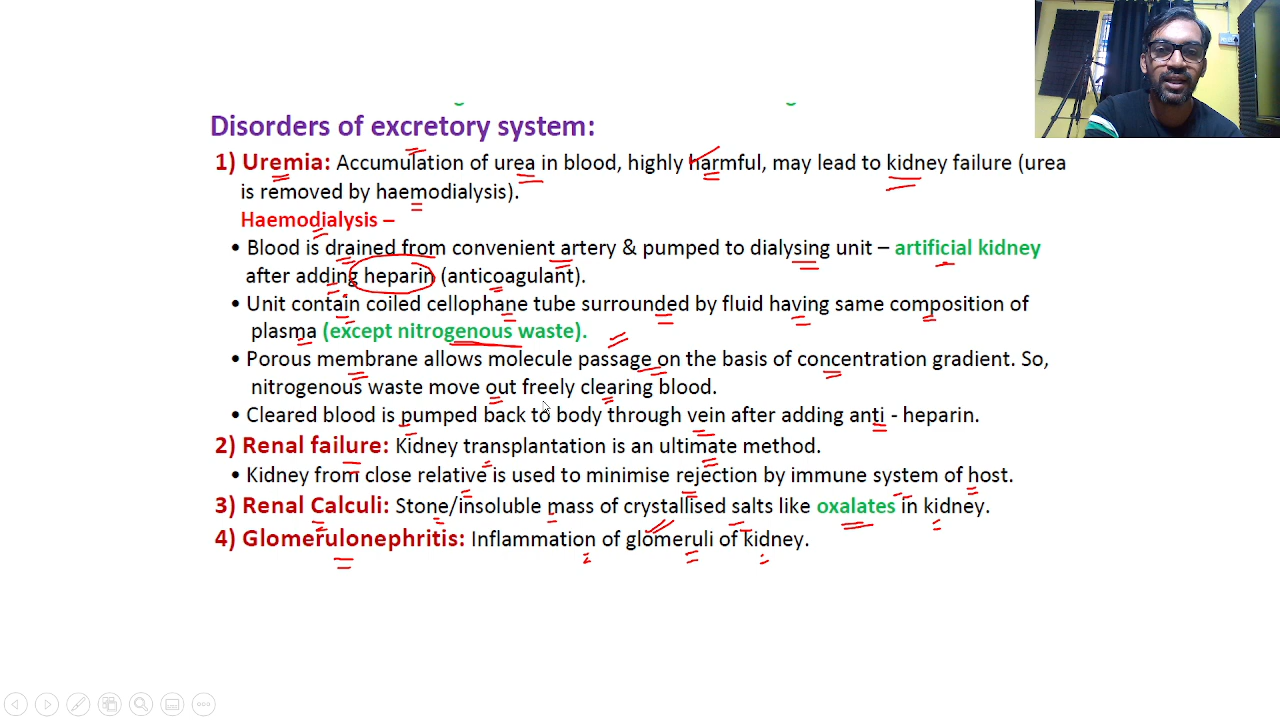 Disorders of excretory system:
1) Uremia: Accumulation of urea in blood, highly harmful, may lead to kidney failure (urea
is removed by haemodialysis).
Haemodialysis –
• Blood is drained from convenient artery & pumped to dialysing unit – artificial kidney
after adding heparin (anticoagulant).
• Unit contain coiled cellophane tube surrounded by fluid having same composition of
plasma (except nitrogenous waste).
• Porous membrane allows molecule passage on the basis of concentration gradient. So,
nitrogenous waste move out freely clearing blood.
• Cleared blood is pumped back to body through vein after adding anti - heparin.
2) Renal failure: Kidney transplantation is an ultimate method.
• Kidney from close relative is used to minimise rejection by immune system of host.
3) Renal Calculi: Stone/insoluble mass of crystallised salts like oxalates in kidney.
4) Glomerulonephritis: Inflammation of glomeruli of kidney.